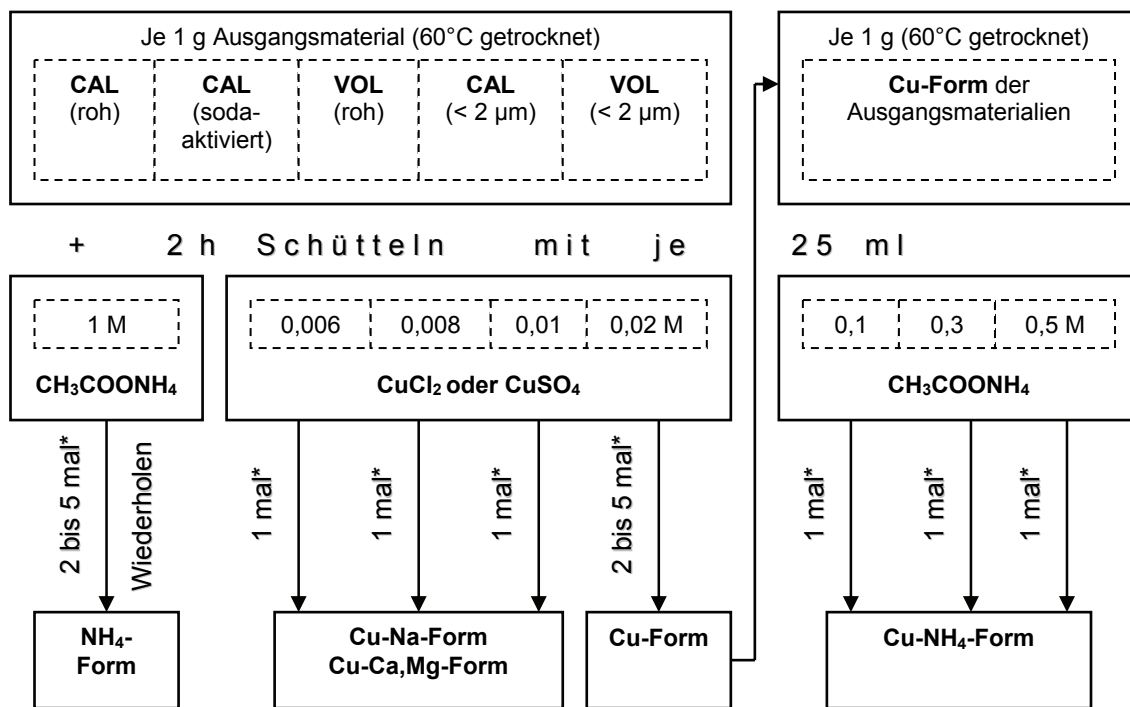 Je 1 g Ausgangsmaterial (60°C getrocknet)
CAL
(roh)
CAL
(soda-
aktiviert)
VOL
(roh)
CAL
(< 2 µm)
VOL
(< 2 µm)
Je 1 g (60°C getrocknet)
Cu-Form der
Ausgangsmaterialien
+ 2 h Schütteln mit je 25 ml
1 M
CH₃COONH₄
0,006
0,008
0,01
0,02 M
CuCl₂ oder CuSO₄
0,1
0,3
0,5 M
CH₃COONH₄
2 bis 5 mal*
Wiederholen
1 mal*
1 mal*
1 mal*
2 bis 5 mal*
1 mal*
1 mal*
1 mal*
NH₄-
Form
Cu-Na-Form
Cu-Ca,Mg-Form
Cu-Form
Cu-NH₄-Form